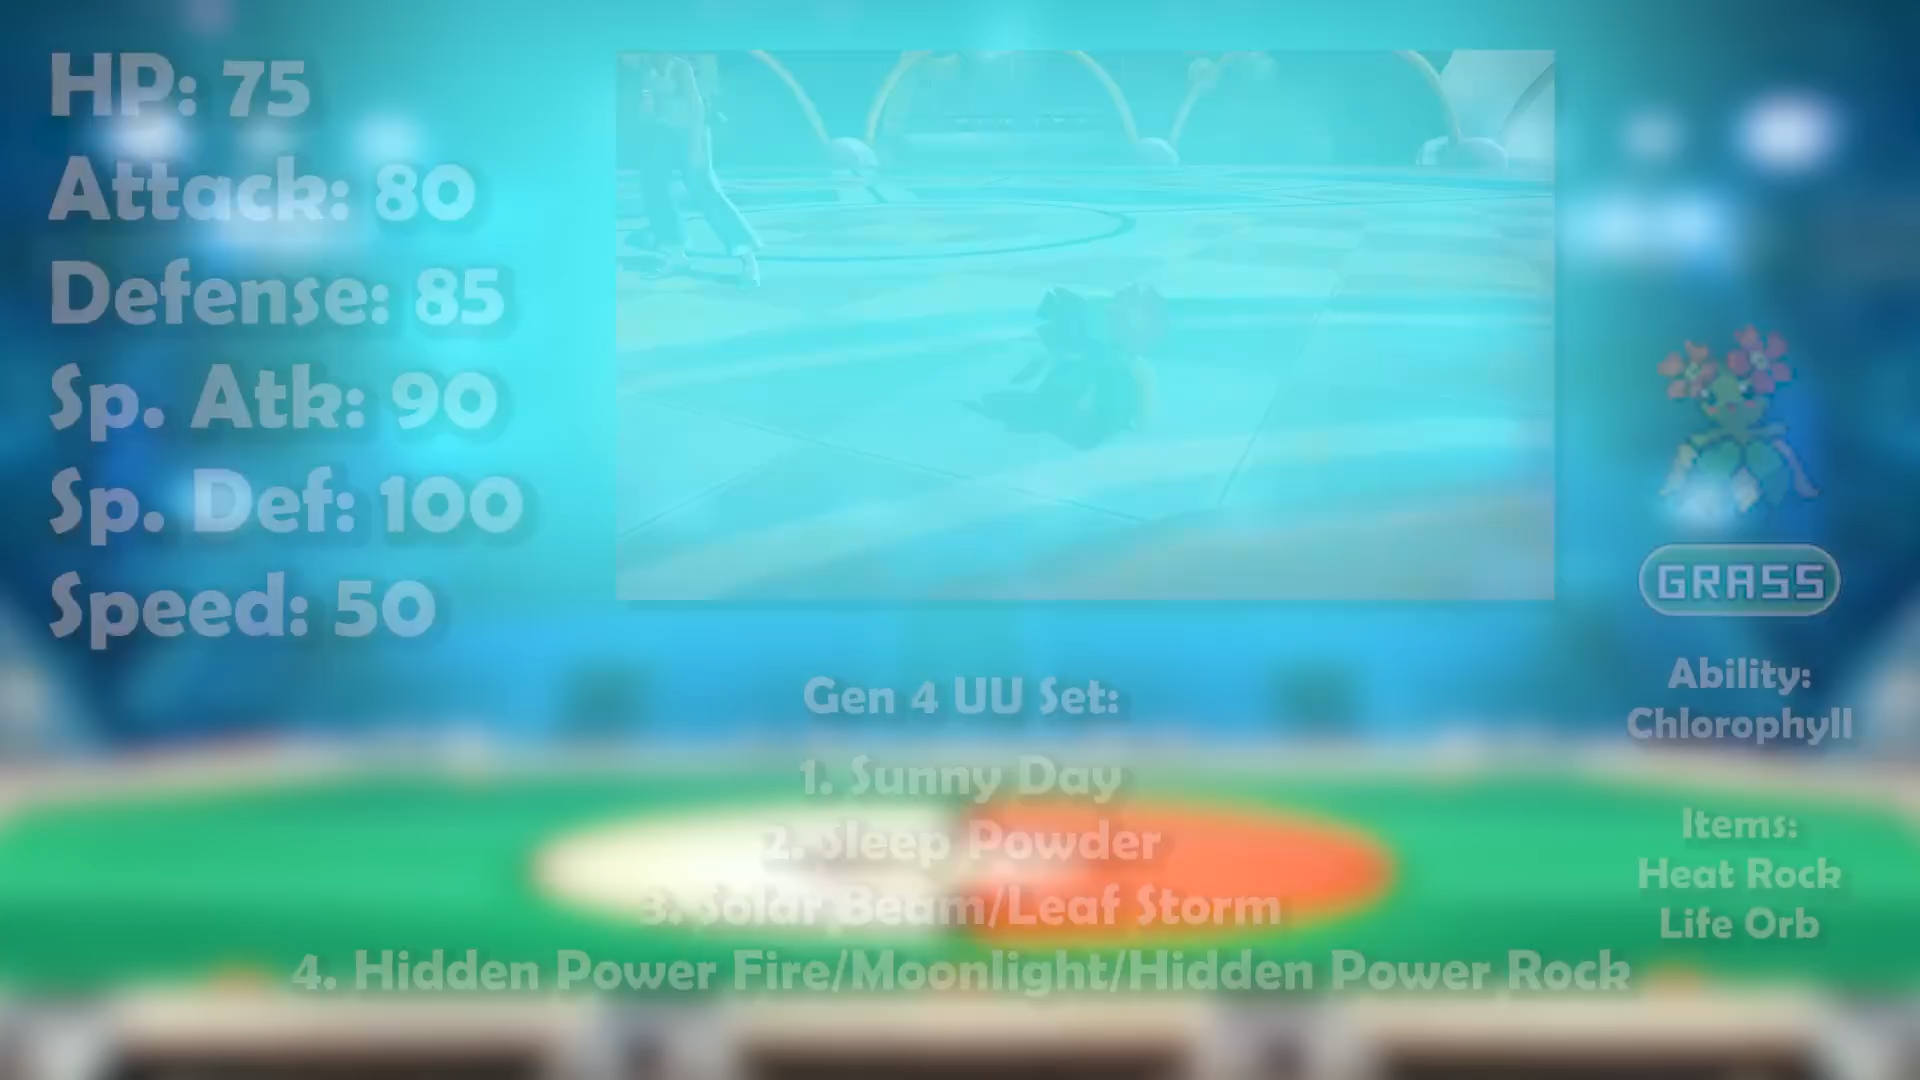 HP: 75
Attack: 80
Defense: 85
Sp. Atk: 90
Sp. Def: 100
Speed: 50
GRASS
Ability:
Chlorophyll
Items:
Heat Rock
Life Orb
Gen 4 UU Set:
1. Sunny Day
2. Sleep Powder
3. Solar Beam/Leaf Storm
4. Hidden Power Fire/Moonlight/Hidden Power Rock